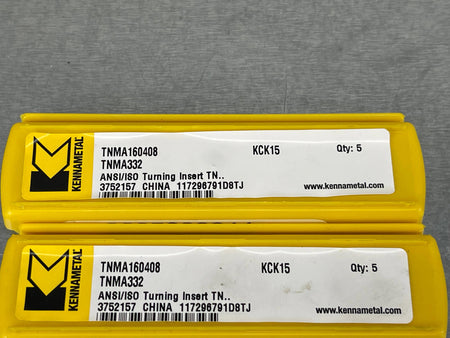 KENNAMETAL
TNMA160408 KCK15 Qty: 5
TNMA332
ANSI/ISO Turning Insert TN..
3752157 CHINA 117296791D8TJ
www.kennametal.com
KENNAMETAL
TNMA160408 KCK15 Qty: 5
TNMA332
ANSI/ISO Turning Insert TN..
3752157 CHINA 117296791D8TJ
www.kennametal.com